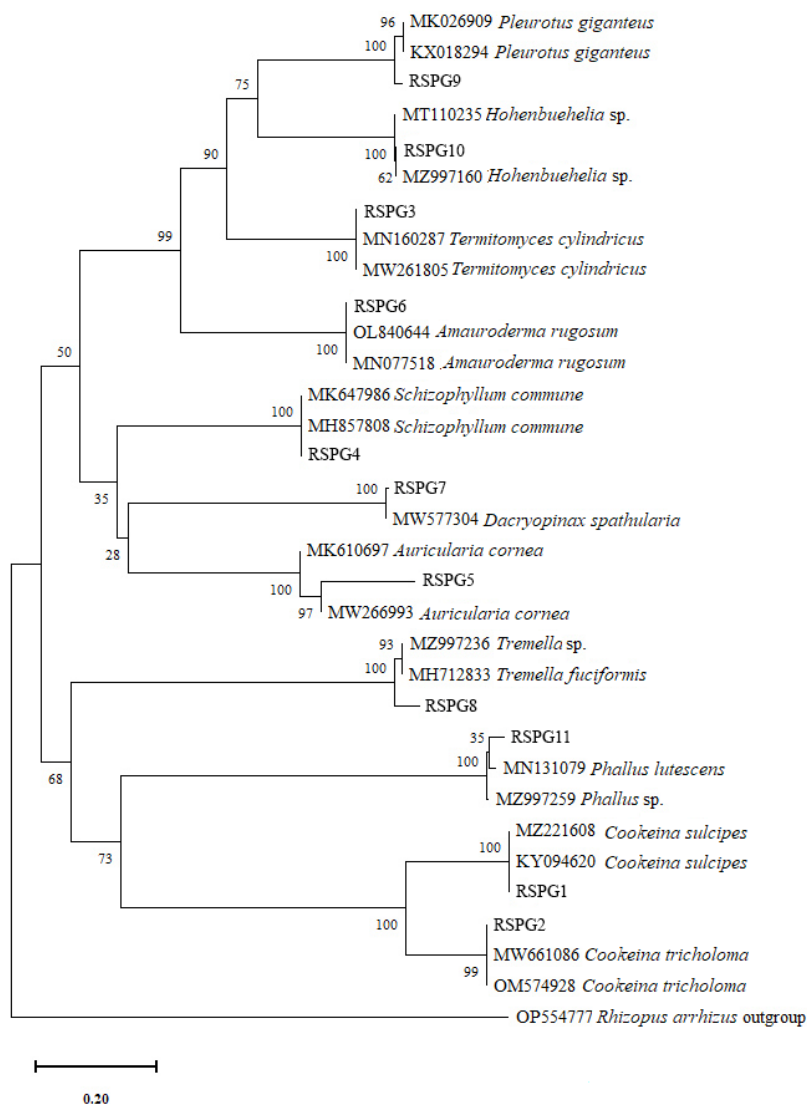 96 MK026909 Pleurotus giganteus
100 KX018294 Pleurotus giganteus
RSPG9
75
MT110235 Hohenbuehelia sp.
100 RSPG10
90
62 MZ997160 Hohenbuehelia sp.
RSPG3
99
MN160287 Termitomyces cylindricus
100
MW261805 Termitomyces cylindricus
RSPG6
OL840644 Amauroderma rugosum
100
50
MN077518 .Amauroderma rugosum
MK647986 Schizophyllum commune
100
MH857808 Schizophyllum commune
RSPG4
100 RSPG7
35
MW577304 Dacryopinax spathularia
28
MK610697 Auricularia cornea
RSPG5
100
97 MW266993 Auricularia cornea
93 MZ997236 Tremella sp.
100 MH712833 Tremella fuciformis
RSPG8
35 RSPG11
100
MN131079 Phallus lutescens
68
MZ997259 Phallus sp.
MZ221608 Cookeina sulcipes
100
KY094620 Cookeina sulcipes
73
RSPG1
100
RSPG2
MW661086 Cookeina tricholoma
99
OM574928 Cookeina tricholoma
OP554777 Rhizopus arrhizus outgroup
0.20